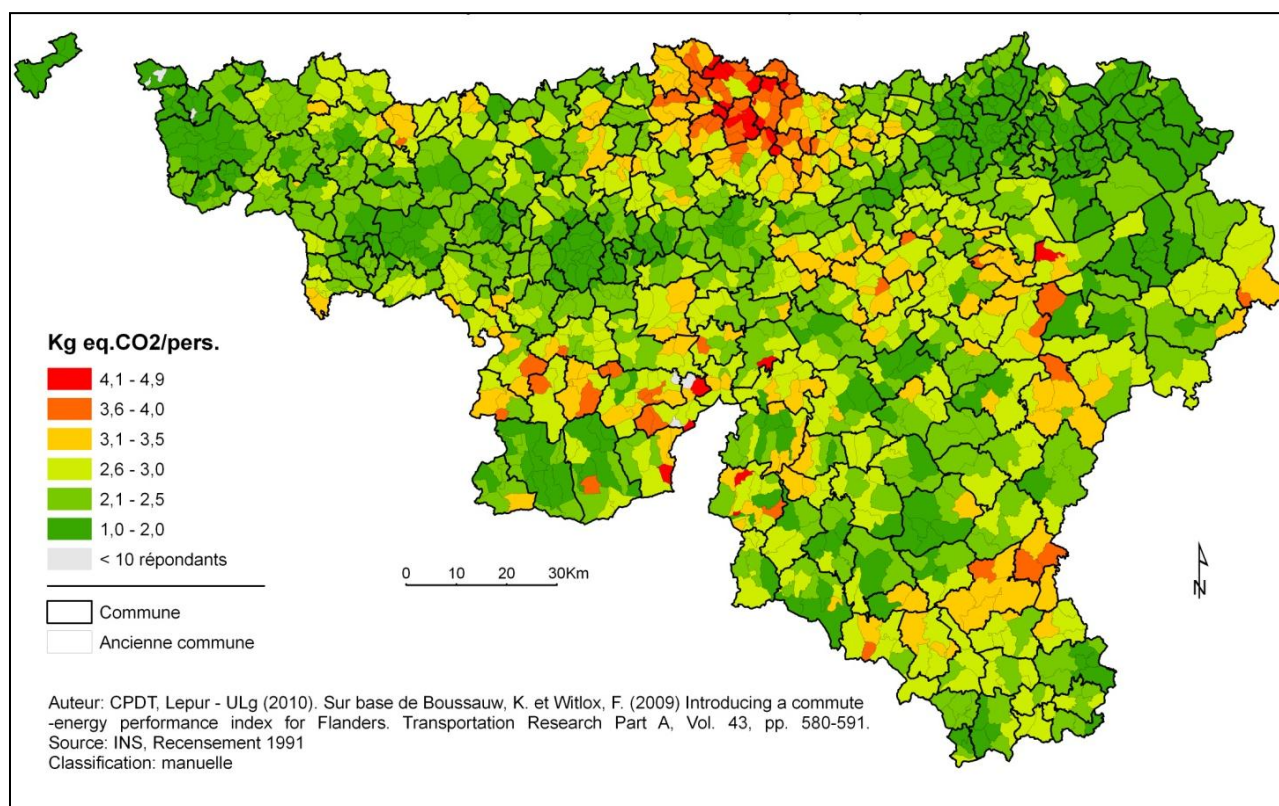 Kg eq.CO2/pers.
4,1 - 4,9
3,6 - 4,0
3,1 - 3,5
2,6 - 3,0
2,1 - 2,5
1,0 - 2,0
< 10 répondants
Commune
Ancienne commune
0 10 20 30Km
N
Auteur: CPDT, Lepur - ULg (2010). Sur base de Boussauw, K. et Witlox, F. (2009) Introducing a commute
-energy performance index for Flanders. Transportation Research Part A, Vol. 43, pp. 580-591.
Source: INS, Recensement 1991
Classification: manuelle